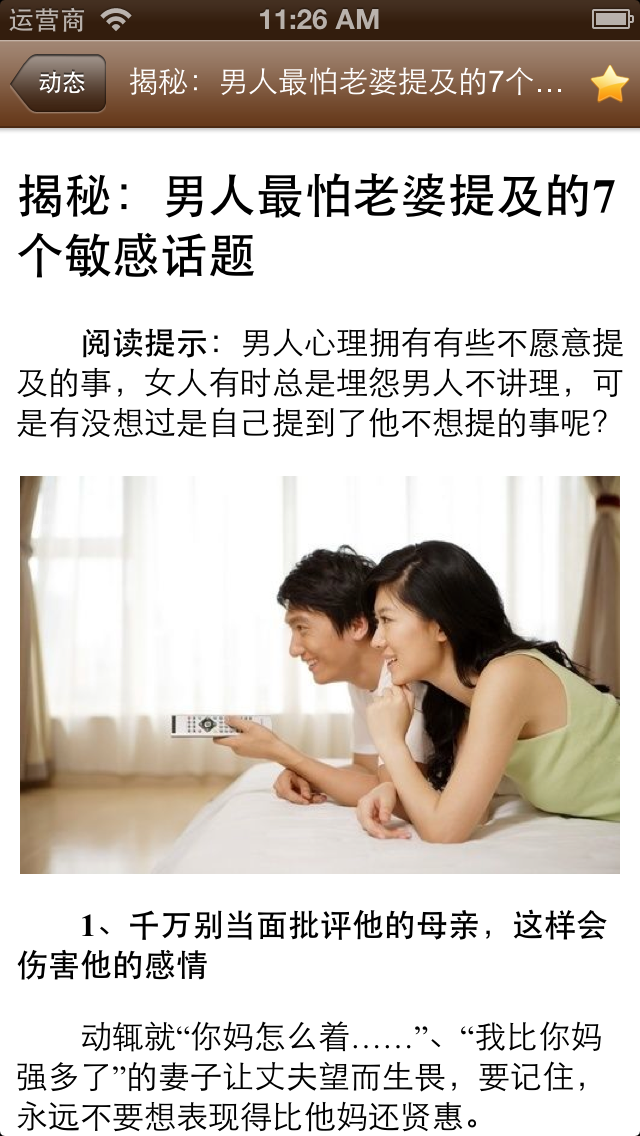 运营商 11:26 AM
动态 揭秘：男人最怕老婆提及的7个…
揭秘：男人最怕老婆提及的7
个敏感话题
阅读提示：男人心理拥有有些不愿意提
及的事，女人有时总是埋怨男人不讲理，可
是有没想过是自己提到了他不想提的事呢？
1、千万别当面批评他的母亲，这样会
伤害他的感情
动辄就“你妈怎么着……”、“我比你妈
强多了”的妻子让丈夫望而生畏，要记住，
永远不要想表现得比他妈还贤惠。